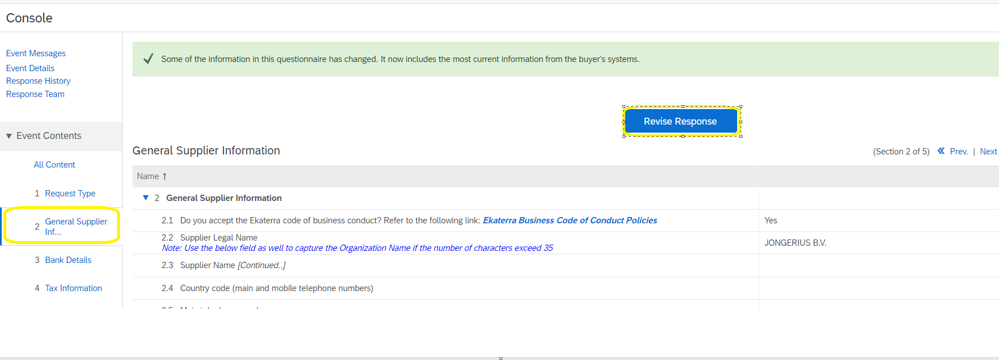 Console
Event Messages
Event Details
Response History
Response Team
▼ Event Contents
All Content
1 Request Type
2 General Supplier
Inf...
3 Bank Details
4 Tax Information
Some of the information in this questionnaire has changed. It now includes the most current information from the buyer's systems.
Revise Response
General Supplier Information
(Section 2 of 5) « Prev. | Next
Name ↑
▼ 2 General Supplier Information
2.1 Do you accept the Ekaterra code of business conduct? Refer to the following link: Ekaterra Business Code of Conduct Policies Yes
2.2 Supplier Legal Name
Note: Use the below field as well to capture the Organization Name if the number of characters exceed 35
JONGERIUS B.V.
2.3 Supplier Name [Continued..]
2.4 Country code (main and mobile telephone numbers)